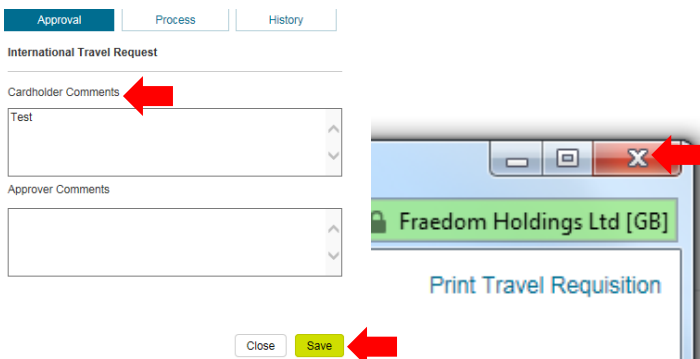 Approval Process History
International Travel Request
Cardholder Comments
Test
Approver Comments
Close Save
Fraedom Holdings Ltd [GB]
Print Travel Requisition